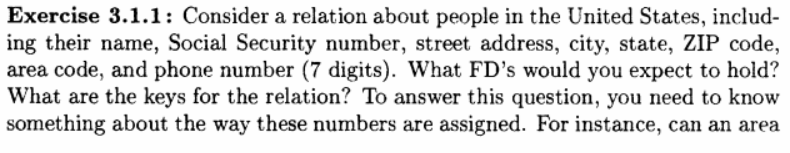 Exercise 3.1.1: Consider a relation about people in the United States, includ-
ing their name, Social Security number, street address, city, state, ZIP code,
area code, and phone number (7 digits). What FD's would you expect to hold?
What are the keys for the relation? To answer this question, you need to know
something about the way these numbers are assigned. For instance, can an area